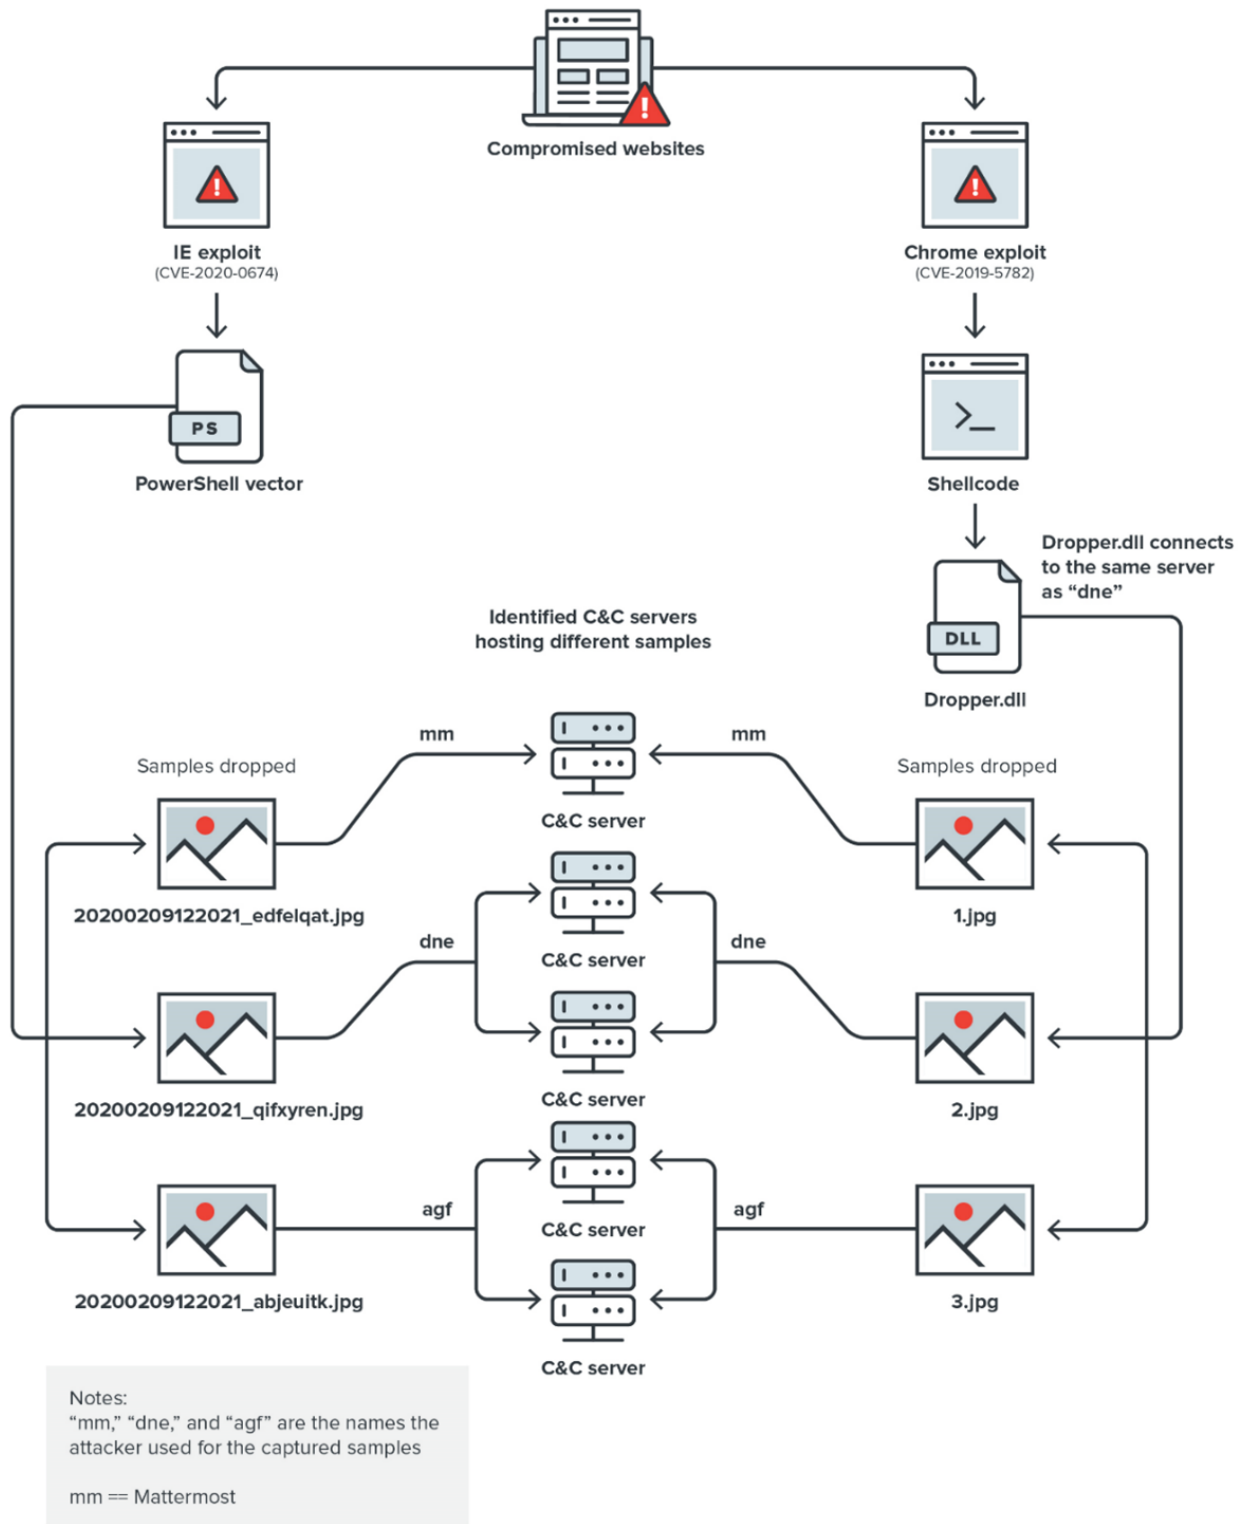 Compromised websites
IE exploit
(CVE-2020-0674)
Chrome exploit
(CVE-2019-5782)
PS
PowerShell vector
>_
Shellcode
Dropper.dll connects
to the same server
as “dne”
DLL
Dropper.dll
Identified C&C servers
hosting different samples
mm
mm
C&C server
Samples dropped
Samples dropped
20200209122021_edfelqat.jpg
1.jpg
dne
dne
C&C server
C&C server
20200209122021_qifxyren.jpg
2.jpg
agf
agf
C&C server
20200209122021_abjeuitk.jpg
3.jpg
C&C server
Notes:
“mm,” “dne,” and “agf” are the names the
attacker used for the captured samples
mm == Mattermost